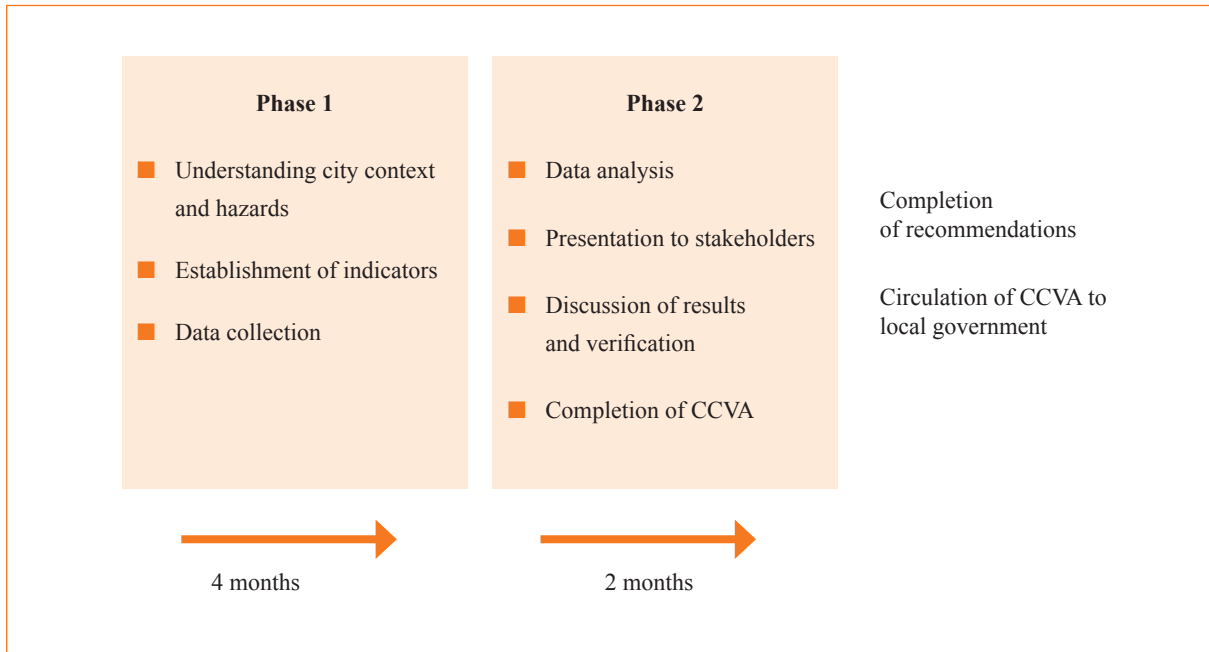 Phase 1
Understanding city context
and hazards
Establishment of indicators
Data collection
4 months
Phase 2
Data analysis
Presentation to stakeholders
Discussion of results
and verification
Completion of CCVA
2 months
Completion
of recommendations
Circulation of CCVA to
local government